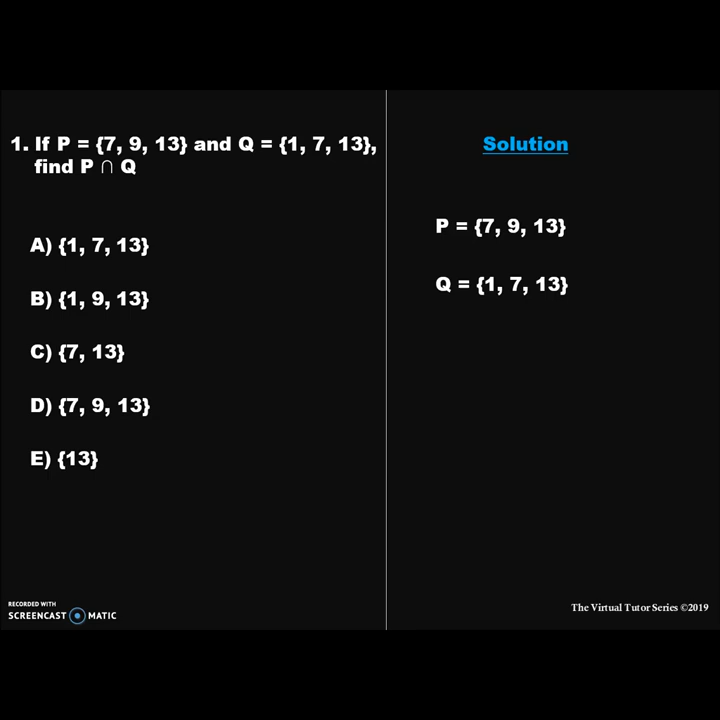 1. If P = {7, 9, 13} and Q = {1, 7, 13},
find P ∩ Q
A) {1, 7, 13}
B) {1, 9, 13}
C) {7, 13}
D) {7, 9, 13}
E) {13}
Solution
P = {7, 9, 13}
Q = {1, 7, 13}
RECORDED WITH
SCREENCAST MATIC
The Virtual Tutor Series ©2019